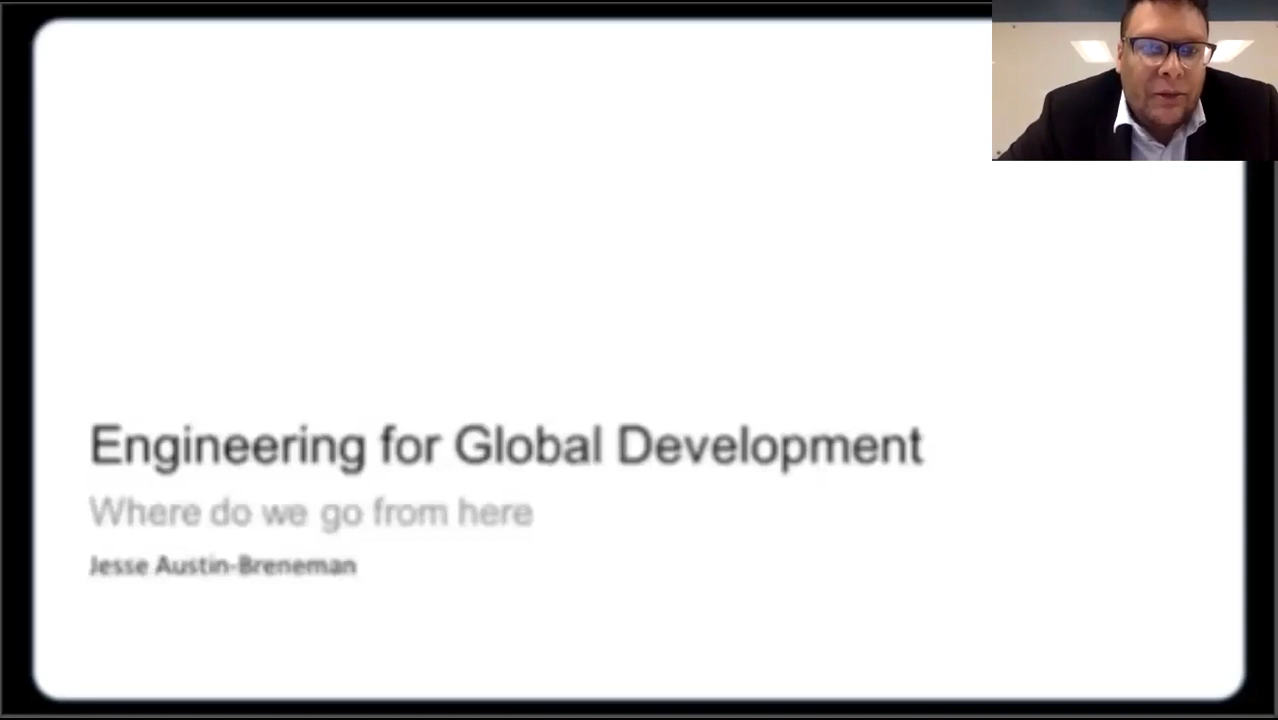 Engineering for Global Development
Where do we go from here
Jesse Austin-Breneman